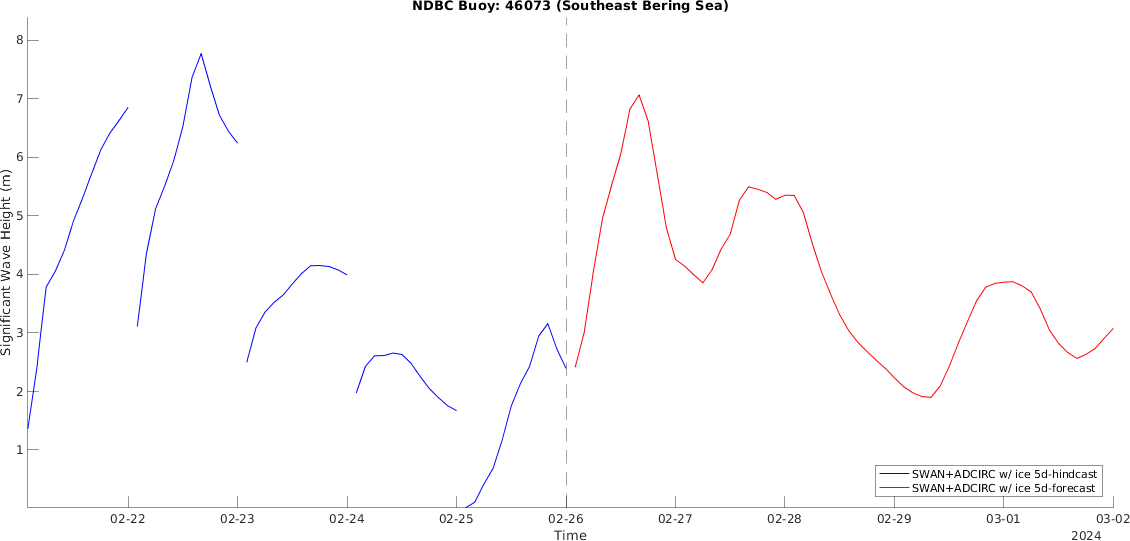 NDBC Buoy: 46073 (Southeast Bering Sea)
8
7
6
5
4
3
2
1
Significant Wave Height (m)
SWAN+ADCIRC w/ ice 5d-hindcast
SWAN+ADCIRC w/ ice 5d-forecast
02-22 02-23 02-24 02-25 02-26 02-27 02-28 02-29 03-01 03-02
Time
2024